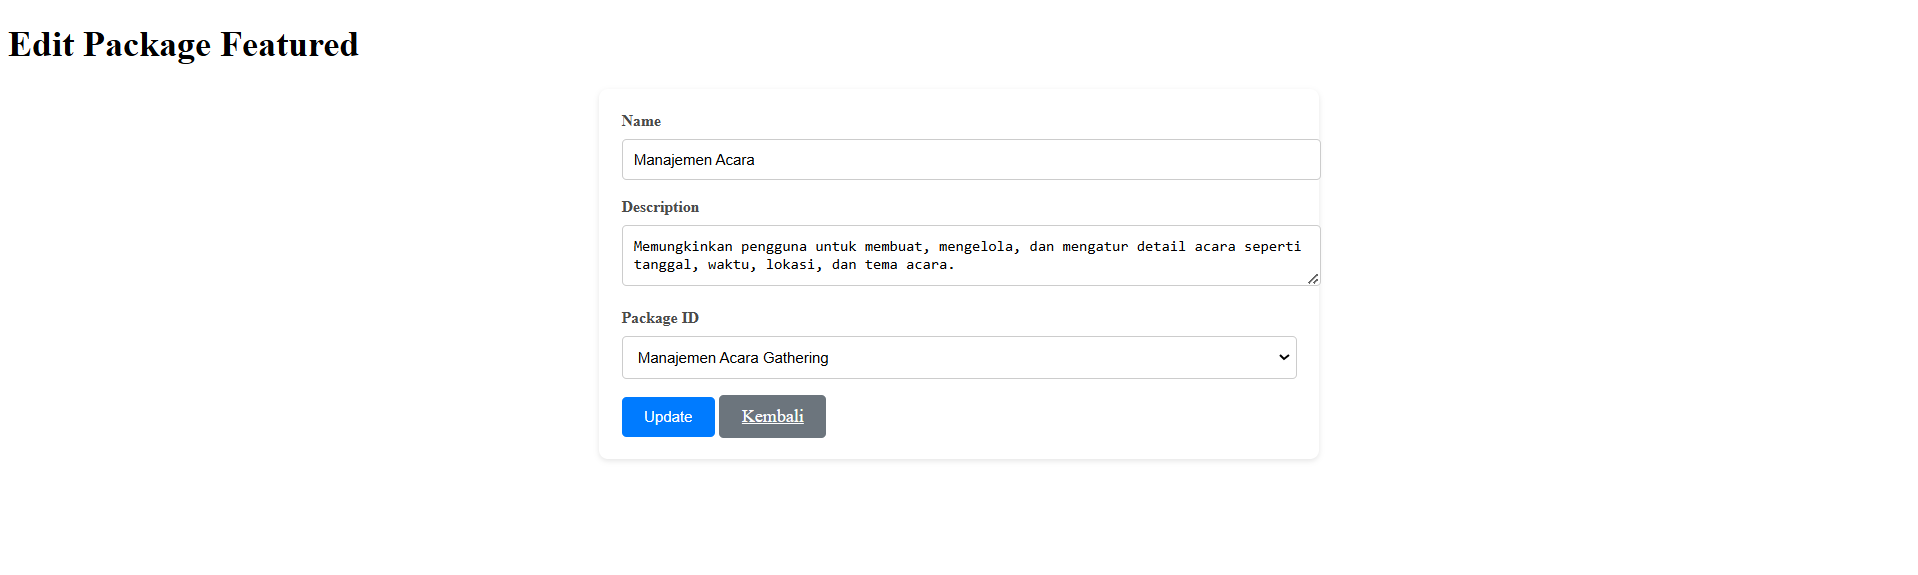 Edit Package Featured
Name
Manajemen Acara
Description
Memungkinkan pengguna untuk membuat, mengelola, dan mengatur detail acara seperti
tanggal, waktu, lokasi, dan tema acara.
Package ID
Manajemen Acara Gathering
Update Kembali